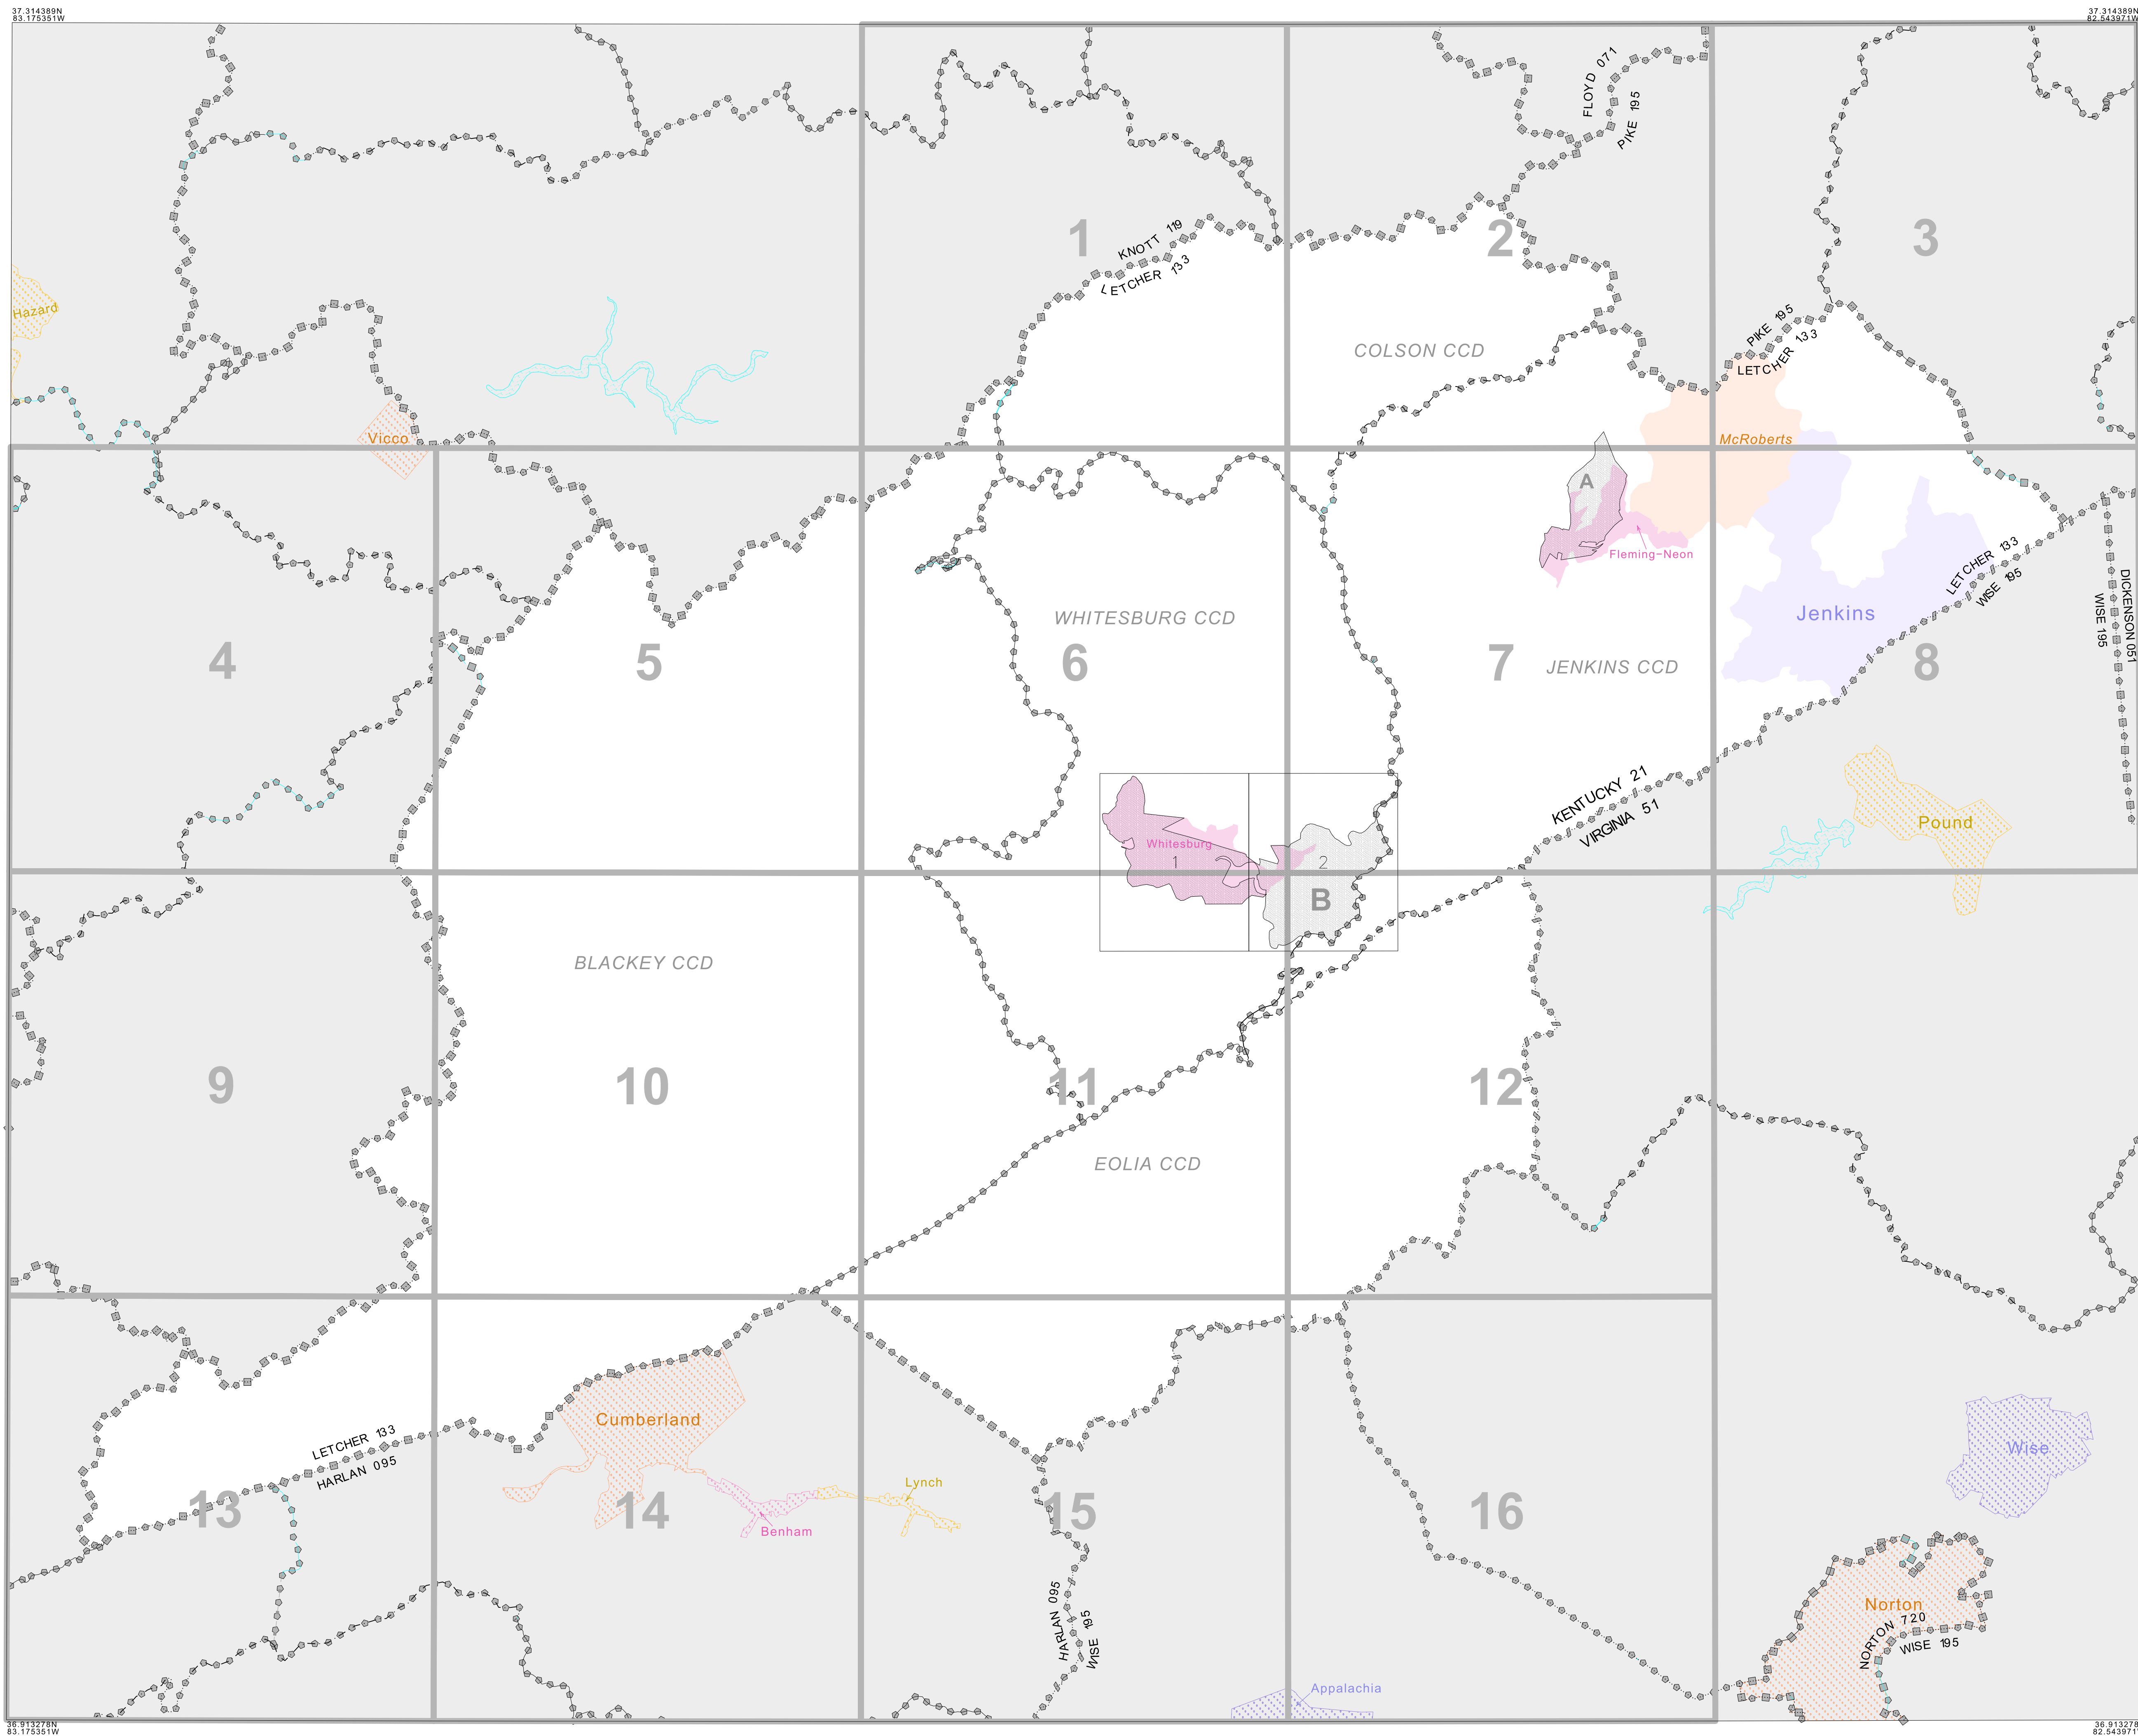 37.314389N
83.175351W
37.314389N
82.543971W
FLOYD 071
PIKE 195
1
2
3
KNOTT 119
LETCHER 133
Hazard
PIKE 195
LETCHER 133
COLSON CCD
Vicco
McRoberts
A
Fleming-Neon
LETCHER 133
WISE 195
DICKENSON 051
WISE 195
WHITESBURG CCD
Jenkins
4
5
6
7
JENKINS CCD
8
KENTUCKY 21
VIRGINIA 51
Pound
Whitesburg
1
2
B
BLACKEY CCD
9
10
11
12
EOLIA CCD
Cumberland
LETCHER 133
HARLAN 095
Wise
Lynch
13
14
15
16
Benham
HARLAN 095
WISE 195
Norton
NORTON 720
WISE 195
Appalachia
36.913278N
83.175351W
36.913278N
82.543971W